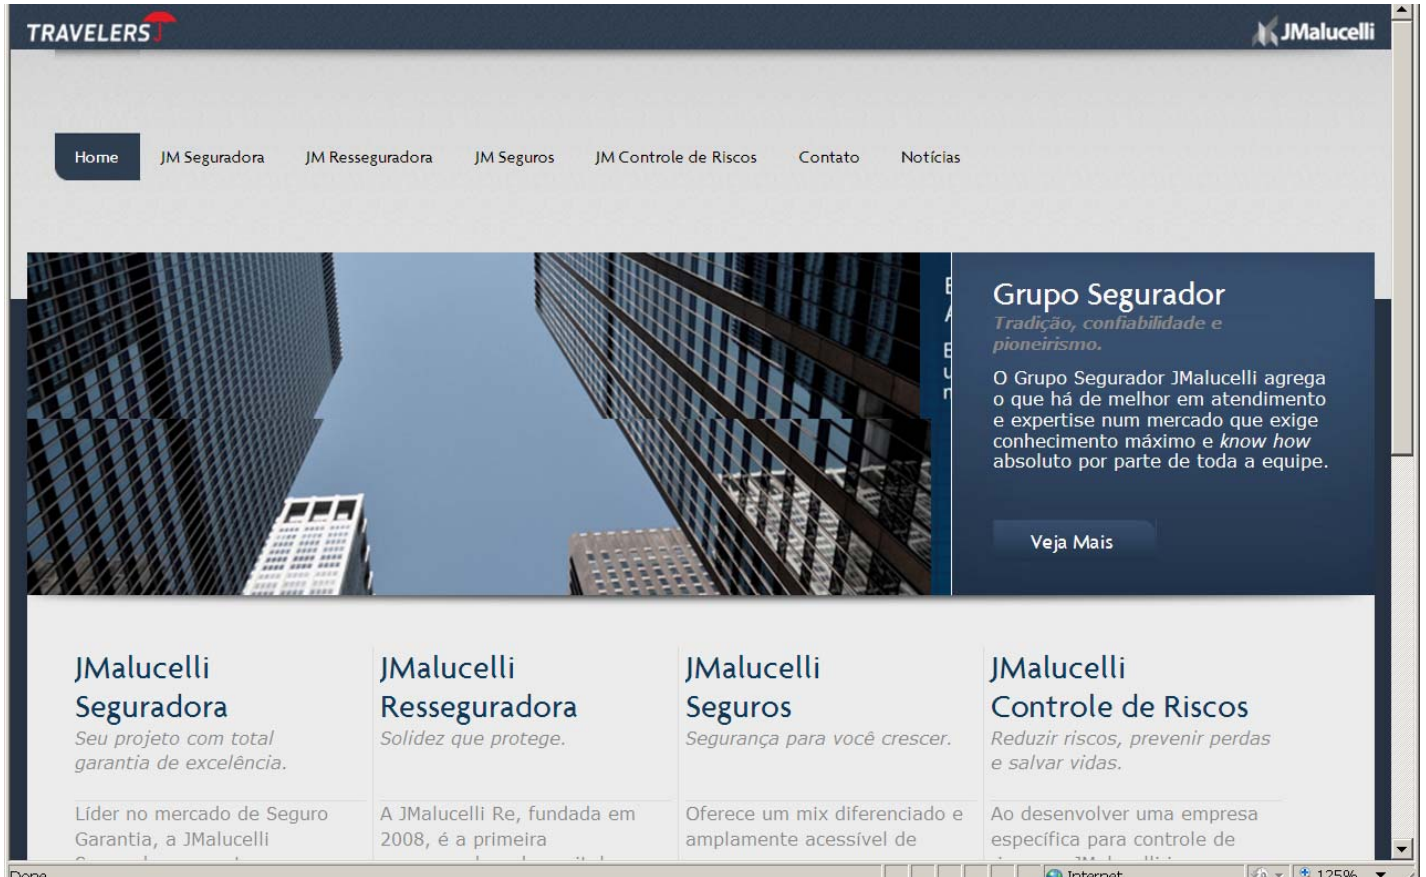 TRAVELERS
JMalucelli
Home JM Seguradora JM Resseguradora JM Seguros JM Controle de Riscos Contato Notícias
Grupo Segurador
Tradição, confiabilidade e
pioneirismo.
O Grupo Segurador JMalucelli agrega
o que há de melhor em atendimento
e expertise num mercado que exige
conhecimento máximo e know how
absoluto por parte de toda a equipe.
Veja Mais
JMalucelli
Seguradora
Seu projeto com total
garantia de excelência.
Líder no mercado de Seguro
Garantia, a JMalucelli
JMalucelli
Resseguradora
Solidez que protege.
A JMalucelli Re, fundada em
2008, é a primeira
JMalucelli
Seguros
Segurança para você crescer.
Oferece um mix diferenciado e
amplamente acessível de
JMalucelli
Controle de Riscos
Reduzir riscos, prevenir perdas
e salvar vidas.
Ao desenvolver uma empresa
específica para controle de
Done
Internet
125%